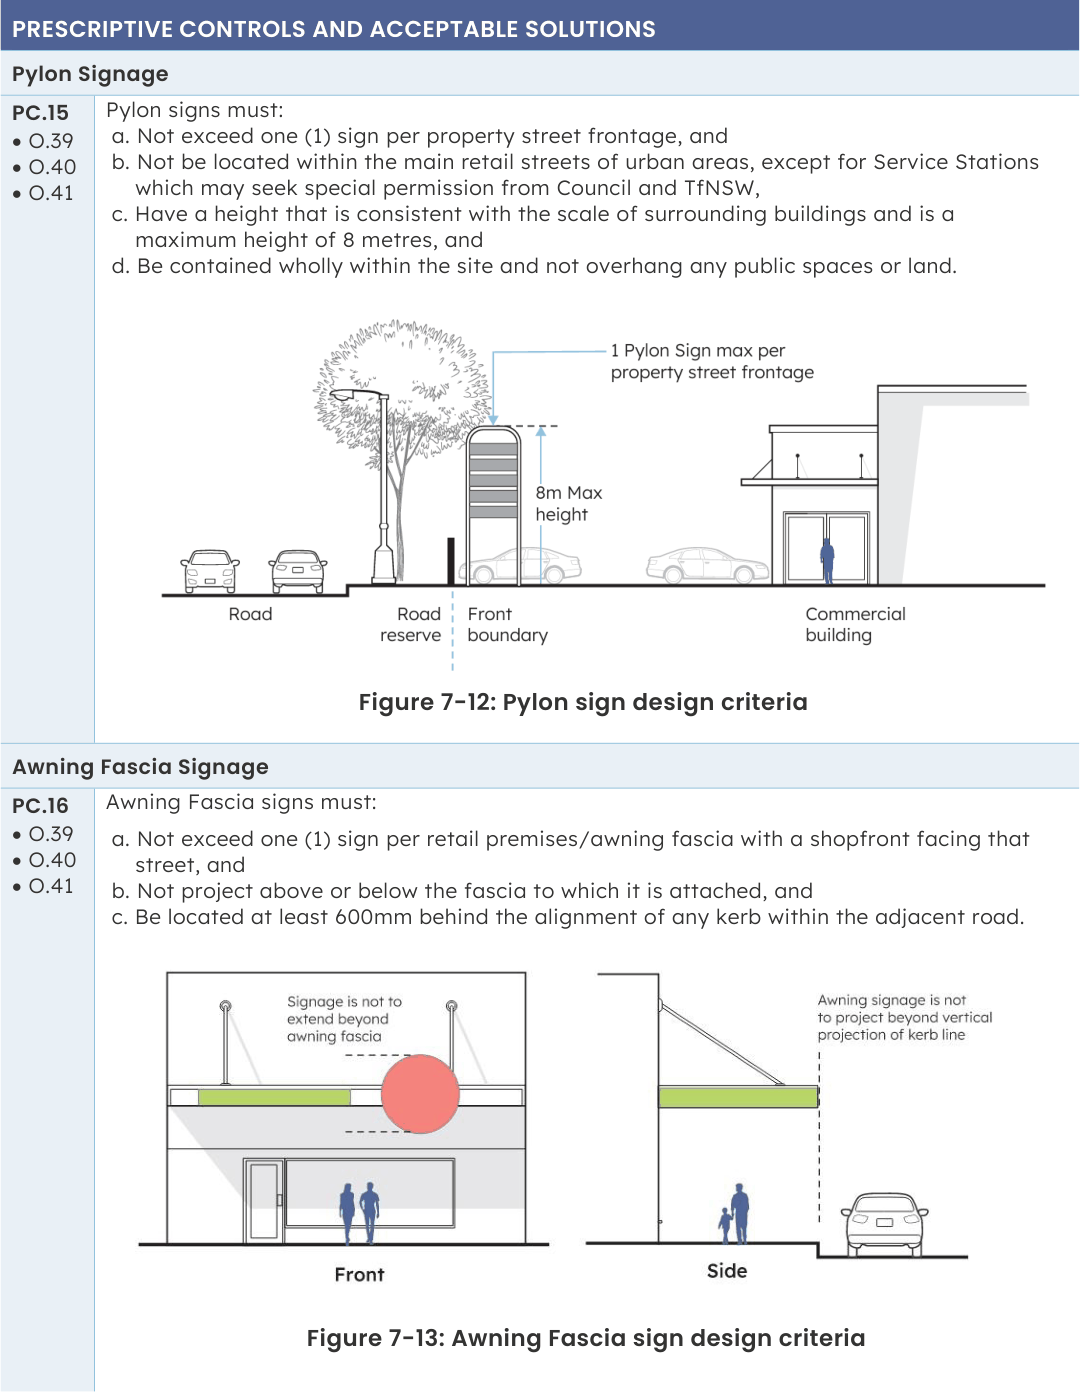 PRESCRIPTIVE CONTROLS AND ACCEPTABLE SOLUTIONS
Pylon Signage
PC.15
• O.39
• O.40
• O.41
Pylon signs must:
a. Not exceed one (1) sign per property street frontage, and
b. Not be located within the main retail streets of urban areas, except for Service Stations
which may seek special permission from Council and TfNSW,
c. Have a height that is consistent with the scale of surrounding buildings and is a
maximum height of 8 metres, and
d. Be contained wholly within the site and not overhang any public spaces or land.
1 Pylon Sign max per
property street frontage
8m Max
height
Road
Road
reserve
Front
boundary
Commercial
building
Figure 7-12: Pylon sign design criteria
Awning Fascia Signage
PC.16
• O.39
• O.40
• O.41
Awning Fascia signs must:
a. Not exceed one (1) sign per retail premises/awning fascia with a shopfront facing that
street, and
b. Not project above or below the fascia to which it is attached, and
c. Be located at least 600mm behind the alignment of any kerb within the adjacent road.
Signage is not to
extend beyond
awning fascia
Awning signage is not
to project beyond vertical
projection of kerb line
Front
Side
Figure 7-13: Awning Fascia sign design criteria